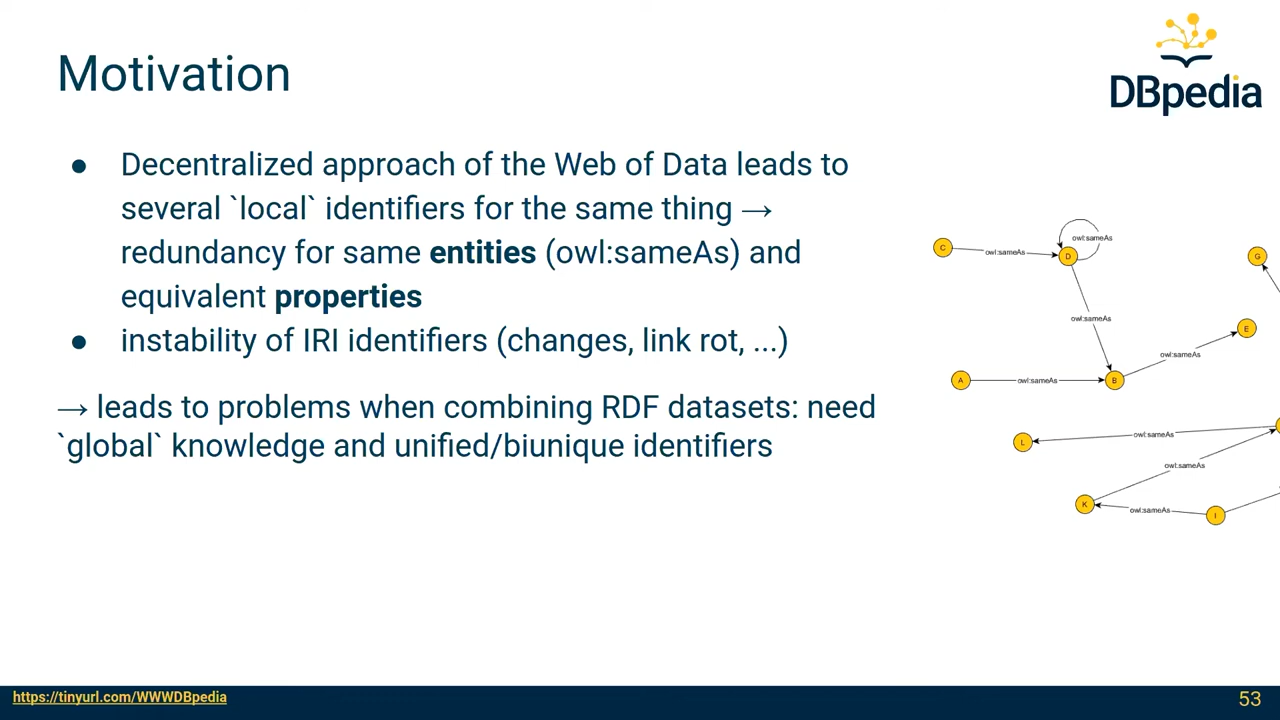 Motivation
DBpedia
● Decentralized approach of the Web of Data leads to
several `local` identifiers for the same thing →
redundancy for same entities (owl:sameAs) and
equivalent properties
● instability of IRI identifiers (changes, link rot, ...)
→ leads to problems when combining RDF datasets: need
`global` knowledge and unified/biunique identifiers
owl:sameAs
C
owl:sameAs
D
G
owl:sameAs
E
owl:sameAs
A
owl:sameAs
B
owl:sameAs
L
owl:sameAs
K
owl:sameAs
I
https://tinyurl.com/WWWDBpedia
53